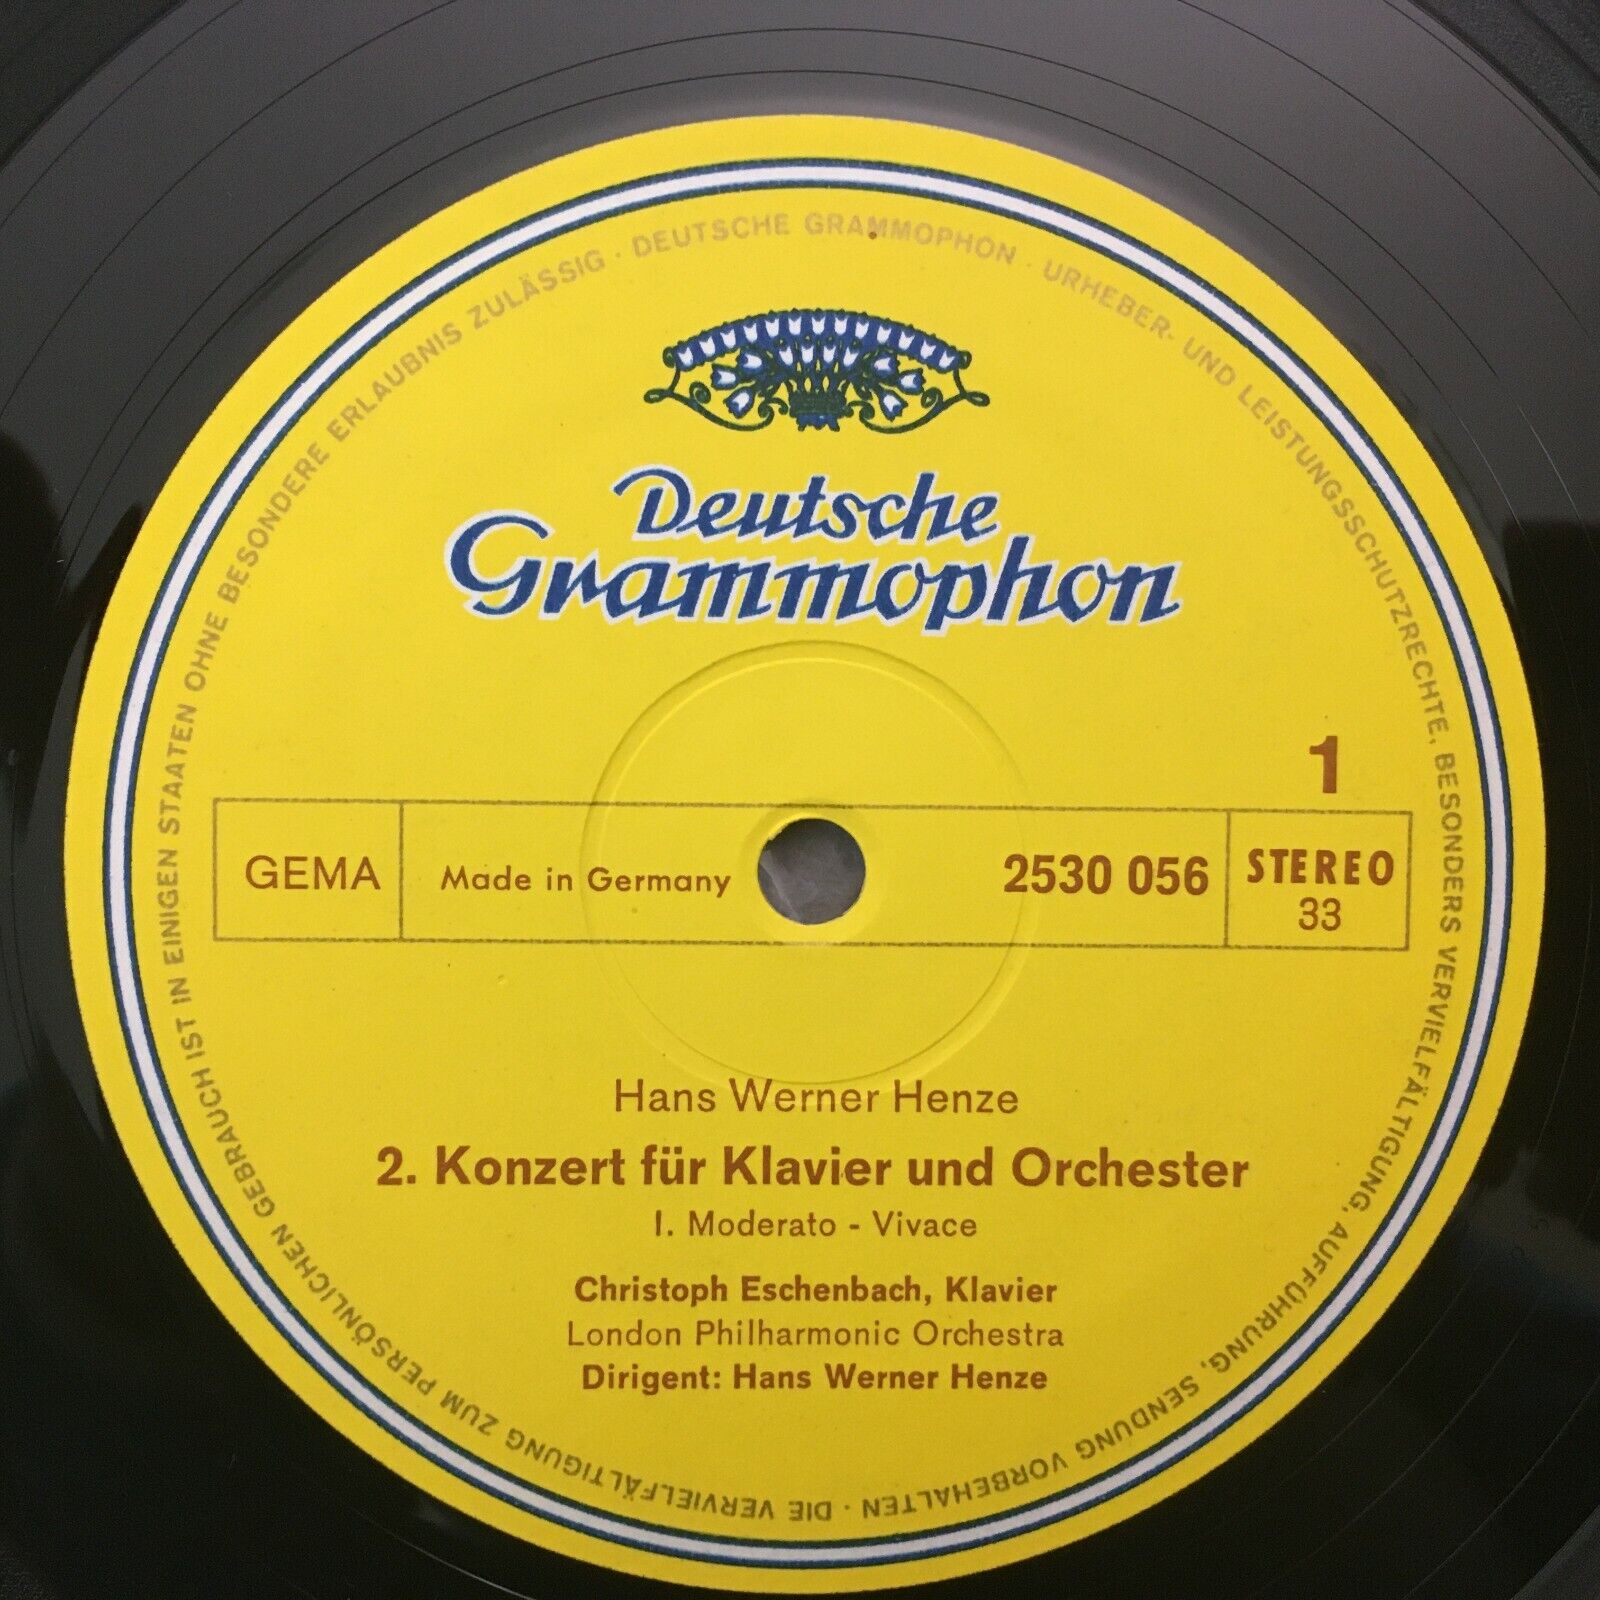 DEUTSCHE GRAMMOPHON · URHEBER- UND LEISTUNGSSCHUTZRECHTE, BESONDERS VERVIELFÄLTIGUNG, AUFFÜHRUNG, SENDUNG VORBEHALTEN · DIE VERVIELFÄLTIGUNG ZUM PERSÖNLICHEN GEBRAUCH IST IN EINIGEN STAATEN OHNE BESONDERE ERLAUBNIS ZULÄSSIG ·
Deutsche
Grammophon
1
GEMA Made in Germany 2530 056 STEREO
33
Hans Werner Henze
2. Konzert für Klavier und Orchester
I. Moderato - Vivace
Christoph Eschenbach, Klavier
London Philharmonic Orchestra
Dirigent: Hans Werner Henze